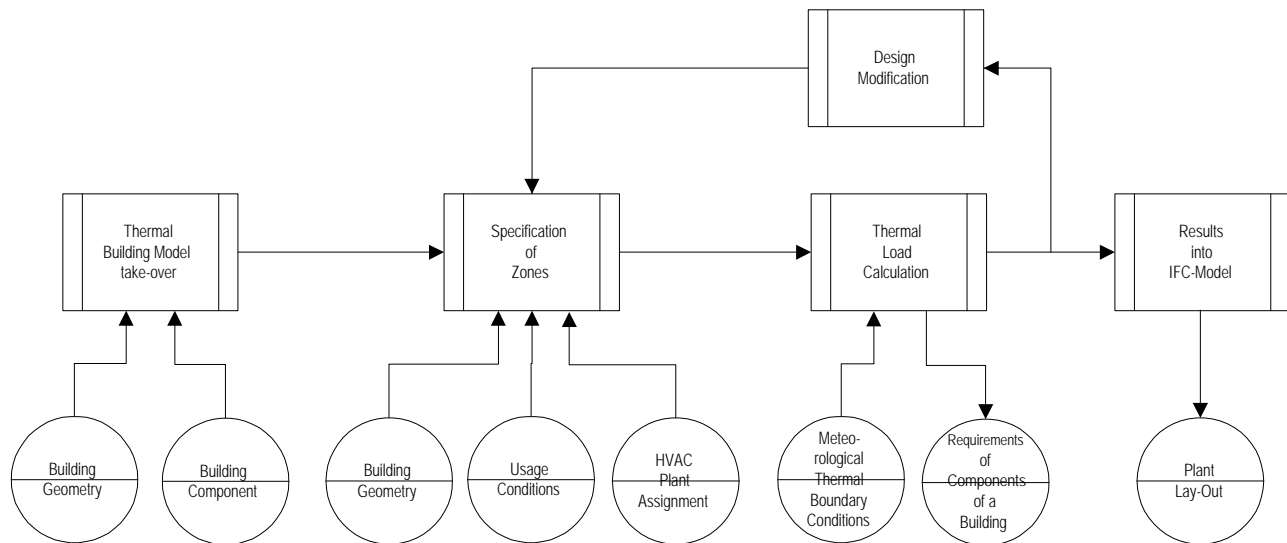 Design
Modification
Thermal
Building Model
take-over
Specification
of
Zones
Thermal
Load
Calculation
Results
into
IFC-Model
Building
Geometry
Building
Component
Building
Geometry
Usage
Conditions
HVAC
Plant
Assignment
Meteo-
rological
Thermal
Boundary
Conditions
Requirements
of
Components
of a
Building
Plant
Lay-Out